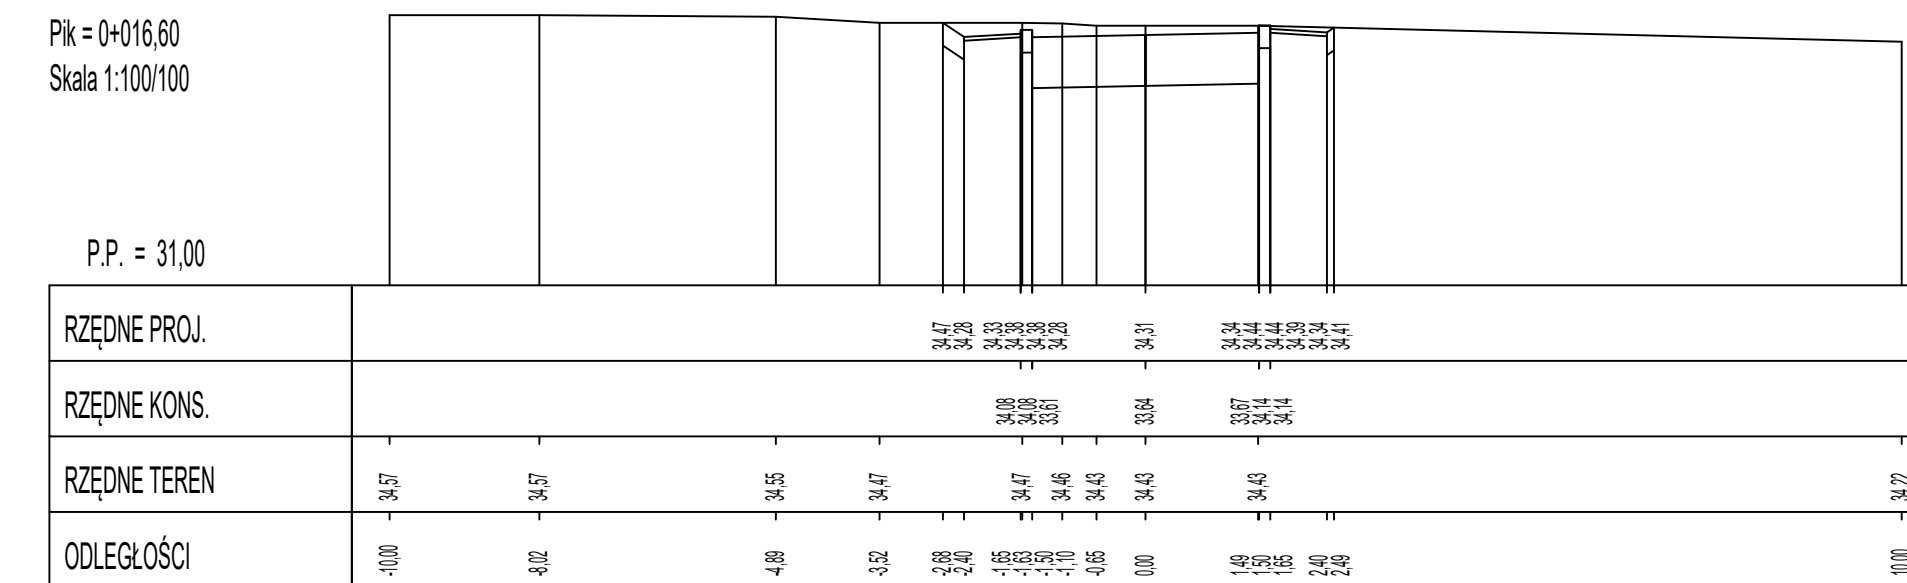 Pik = 0+016,60
Skala 1:100/100
P.P. = 31,00
RZĘDNE PROJ. 34,47 34,28 34,33 34,38 34,38 34,28 34,31 34,34 34,44 34,44 34,39 34,34 34,41
RZĘDNE KONS. 34,08 34,08 33,61 33,64 33,67 34,14 34,14
RZĘDNE TEREN 34,57 34,57 34,55 34,47 34,47 34,46 34,43 34,43 34,43 34,22
ODLEGŁOŚCI -10,00 -8,02 -4,89 -3,52 -2,68 -2,40 -1,65 -1,63 -1,50 -1,10 -0,65 0,00 1,49 1,50 1,65 2,40 2,49 10,00